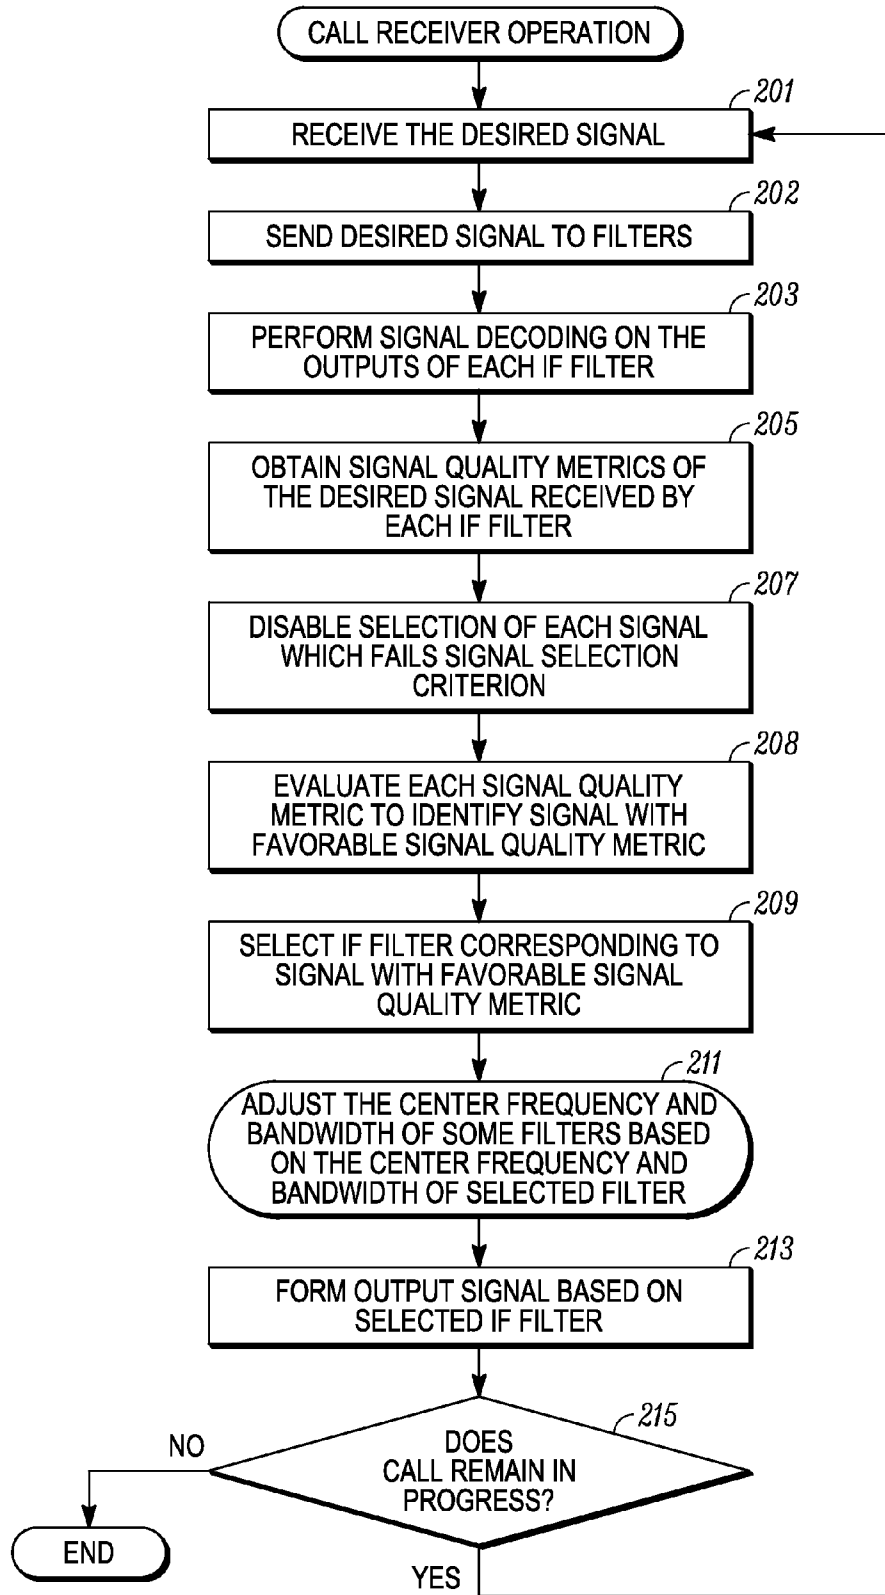 CALL RECEIVER OPERATION
201
RECEIVE THE DESIRED SIGNAL
202
SEND DESIRED SIGNAL TO FILTERS
203
PERFORM SIGNAL DECODING ON THE
OUTPUTS OF EACH IF FILTER
205
OBTAIN SIGNAL QUALITY METRICS OF
THE DESIRED SIGNAL RECEIVED BY
EACH IF FILTER
207
DISABLE SELECTION OF EACH SIGNAL
WHICH FAILS SIGNAL SELECTION
CRITERION
208
EVALUATE EACH SIGNAL QUALITY
METRIC TO IDENTIFY SIGNAL WITH
FAVORABLE SIGNAL QUALITY METRIC
209
SELECT IF FILTER CORRESPONDING TO
SIGNAL WITH FAVORABLE SIGNAL
QUALITY METRIC
211
ADJUST THE CENTER FREQUENCY AND
BANDWIDTH OF SOME FILTERS BASED
ON THE CENTER FREQUENCY AND
BANDWIDTH OF SELECTED FILTER
213
FORM OUTPUT SIGNAL BASED ON
SELECTED IF FILTER
215
DOES
CALL REMAIN IN
PROGRESS?
NO
END
YES